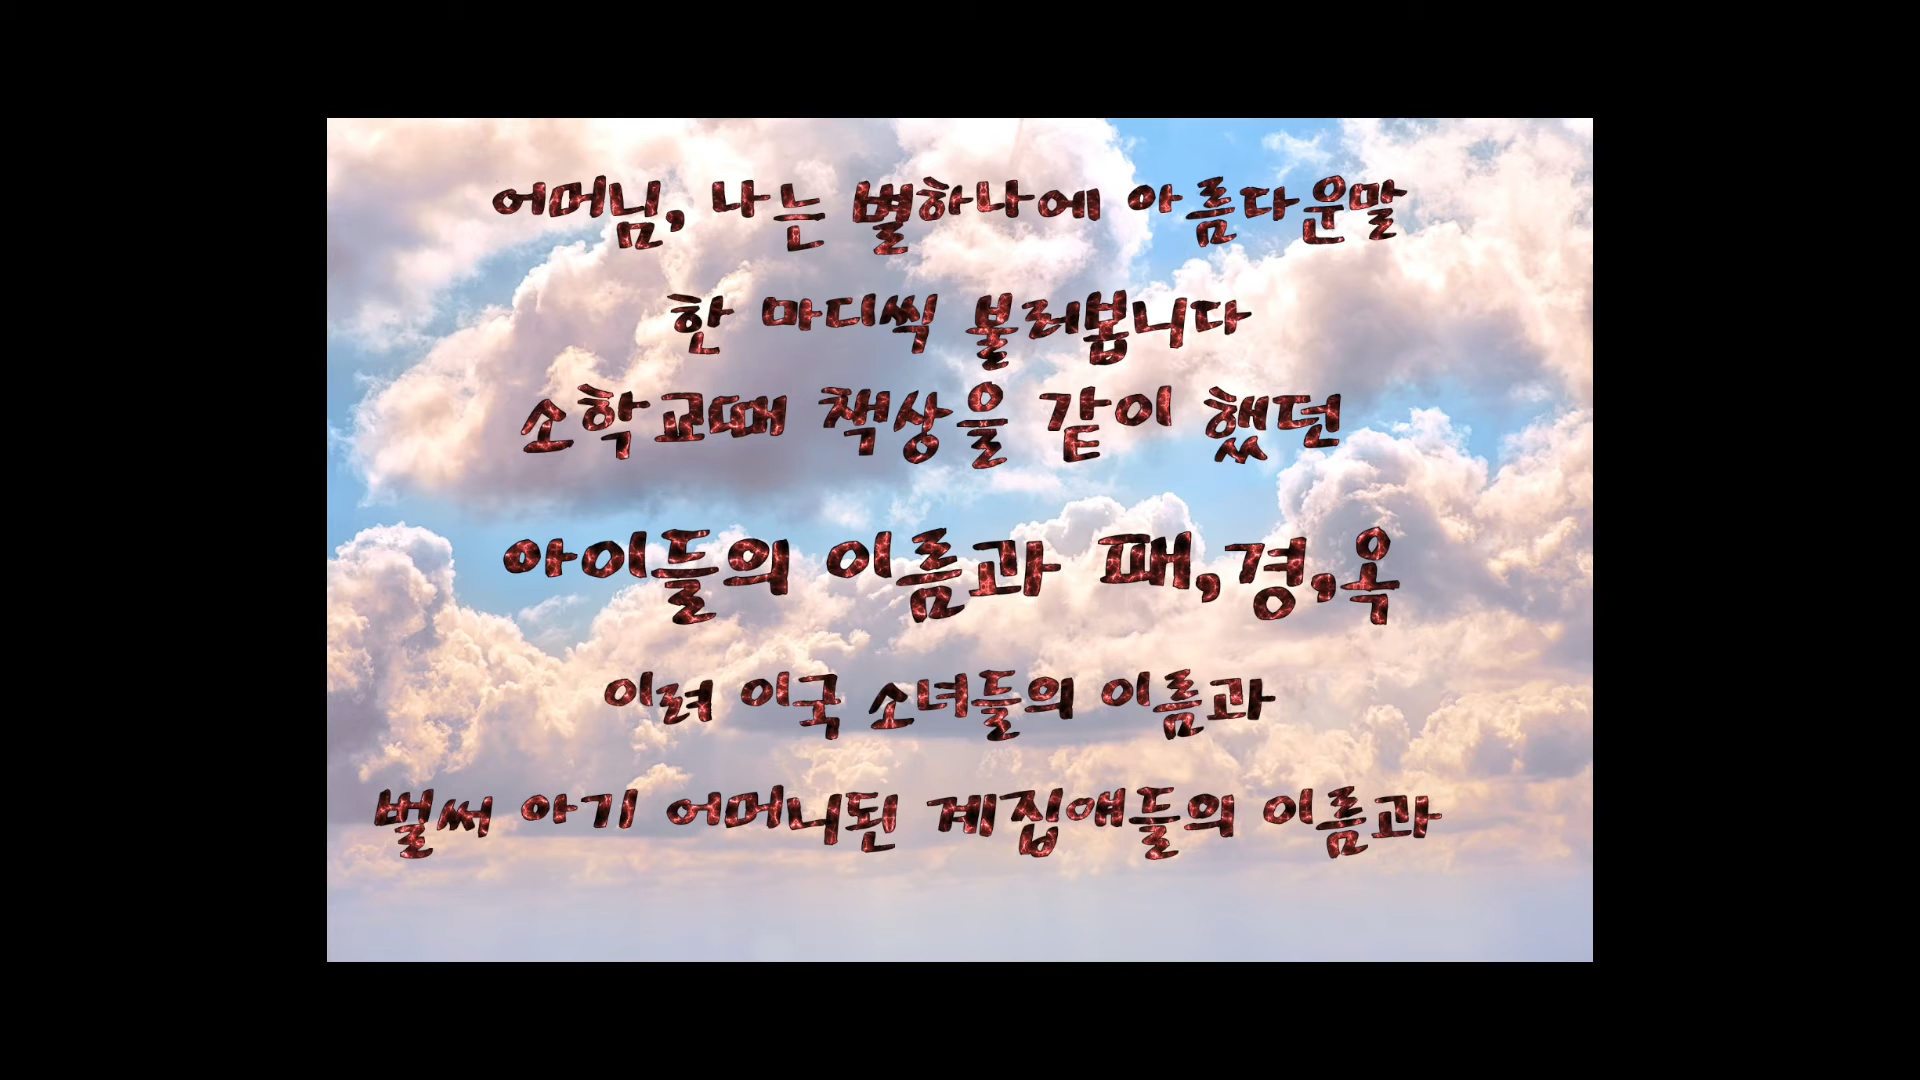 어머님, 나는 별하나에 아름다운말
한 마디씩 불러봅니다
소학교때 책상을 같이 했던
아이들의 이름과 패,경,옥
이려 이국 소녀들의 이름과
벌써 아기 어머니된 계집애들의 이름과